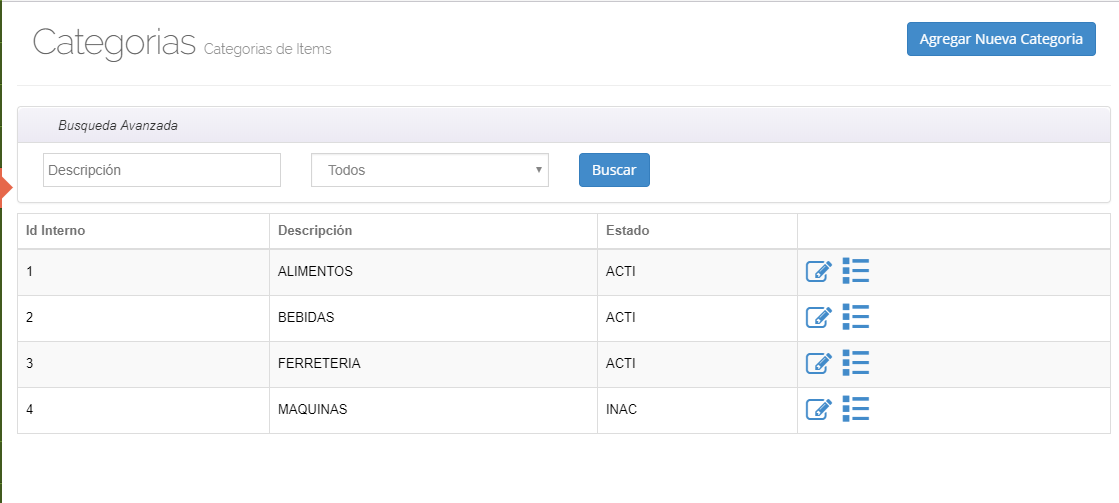 Categorias Categorias de Items
Agregar Nueva Categoria
Busqueda Avanzada
Descripción Todos Buscar
Id Interno Descripción Estado
1 ALIMENTOS ACTI
2 BEBIDAS ACTI
3 FERRETERIA ACTI
4 MAQUINAS INAC